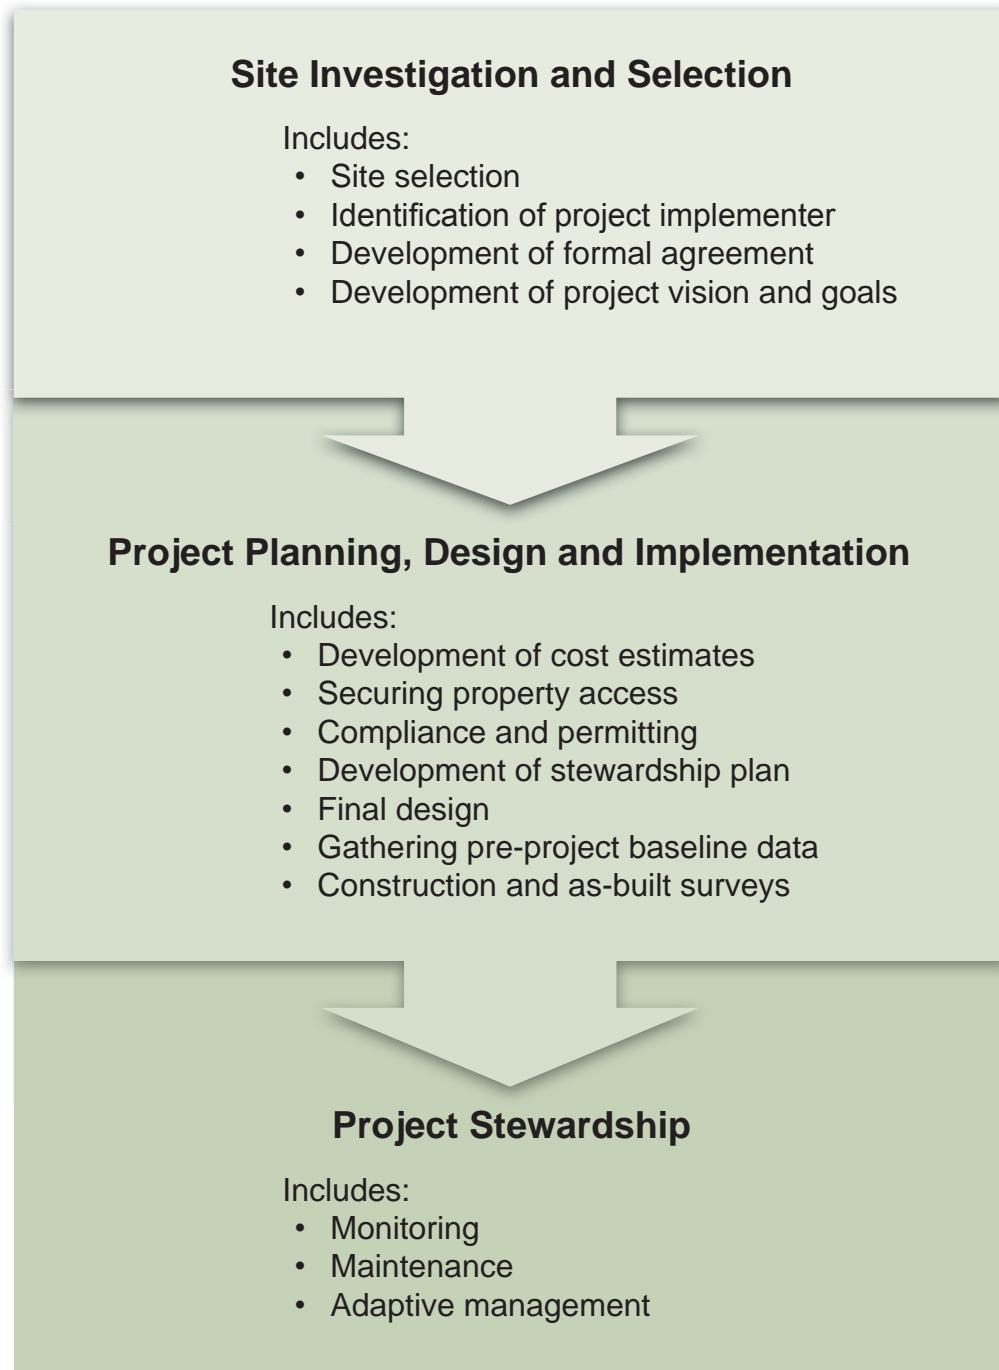 Site Investigation and Selection
Includes:
• Site selection
• Identification of project implementer
• Development of formal agreement
• Development of project vision and goals
Project Planning, Design and Implementation
Includes:
• Development of cost estimates
• Securing property access
• Compliance and permitting
• Development of stewardship plan
• Final design
• Gathering pre-project baseline data
• Construction and as-built surveys
Project Stewardship
Includes:
• Monitoring
• Maintenance
• Adaptive management